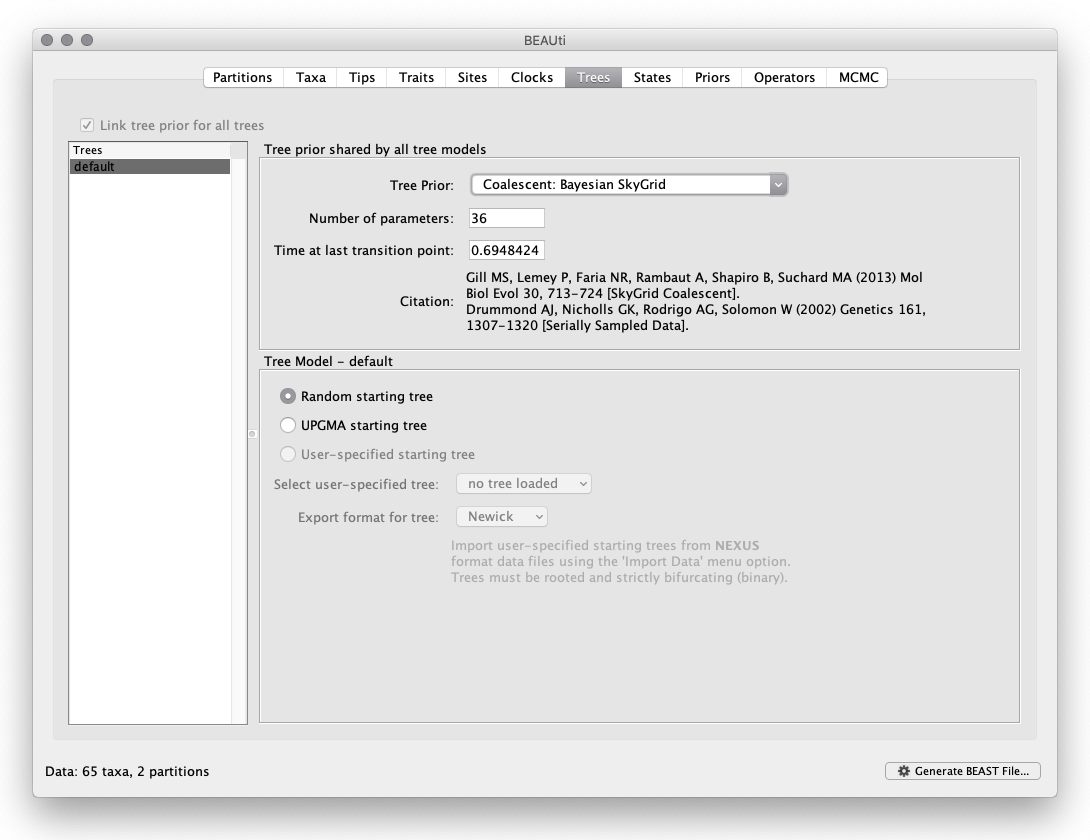 BEAUti
Partitions Taxa Tips Traits Sites Clocks Trees States Priors Operators MCMC
Link tree prior for all trees
Trees
default
Tree prior shared by all tree models
Tree Prior: Coalescent: Bayesian SkyGrid
Number of parameters: 36
Time at last transition point: 0.6948424
Citation:
Gill MS, Lemey P, Faria NR, Rambaut A, Shapiro B, Suchard MA (2013) Mol
Biol Evol 30, 713-724 [SkyGrid Coalescent].
Drummond AJ, Nicholls GK, Rodrigo AG, Solomon W (2002) Genetics 161,
1307-1320 [Serially Sampled Data].
Tree Model - default
Random starting tree
UPGMA starting tree
User-specified starting tree
Select user-specified tree: no tree loaded
Export format for tree: Newick
Import user-specified starting trees from NEXUS
format data files using the 'Import Data' menu option.
Trees must be rooted and strictly bifurcating (binary).
Data: 65 taxa, 2 partitions
Generate BEAST File...